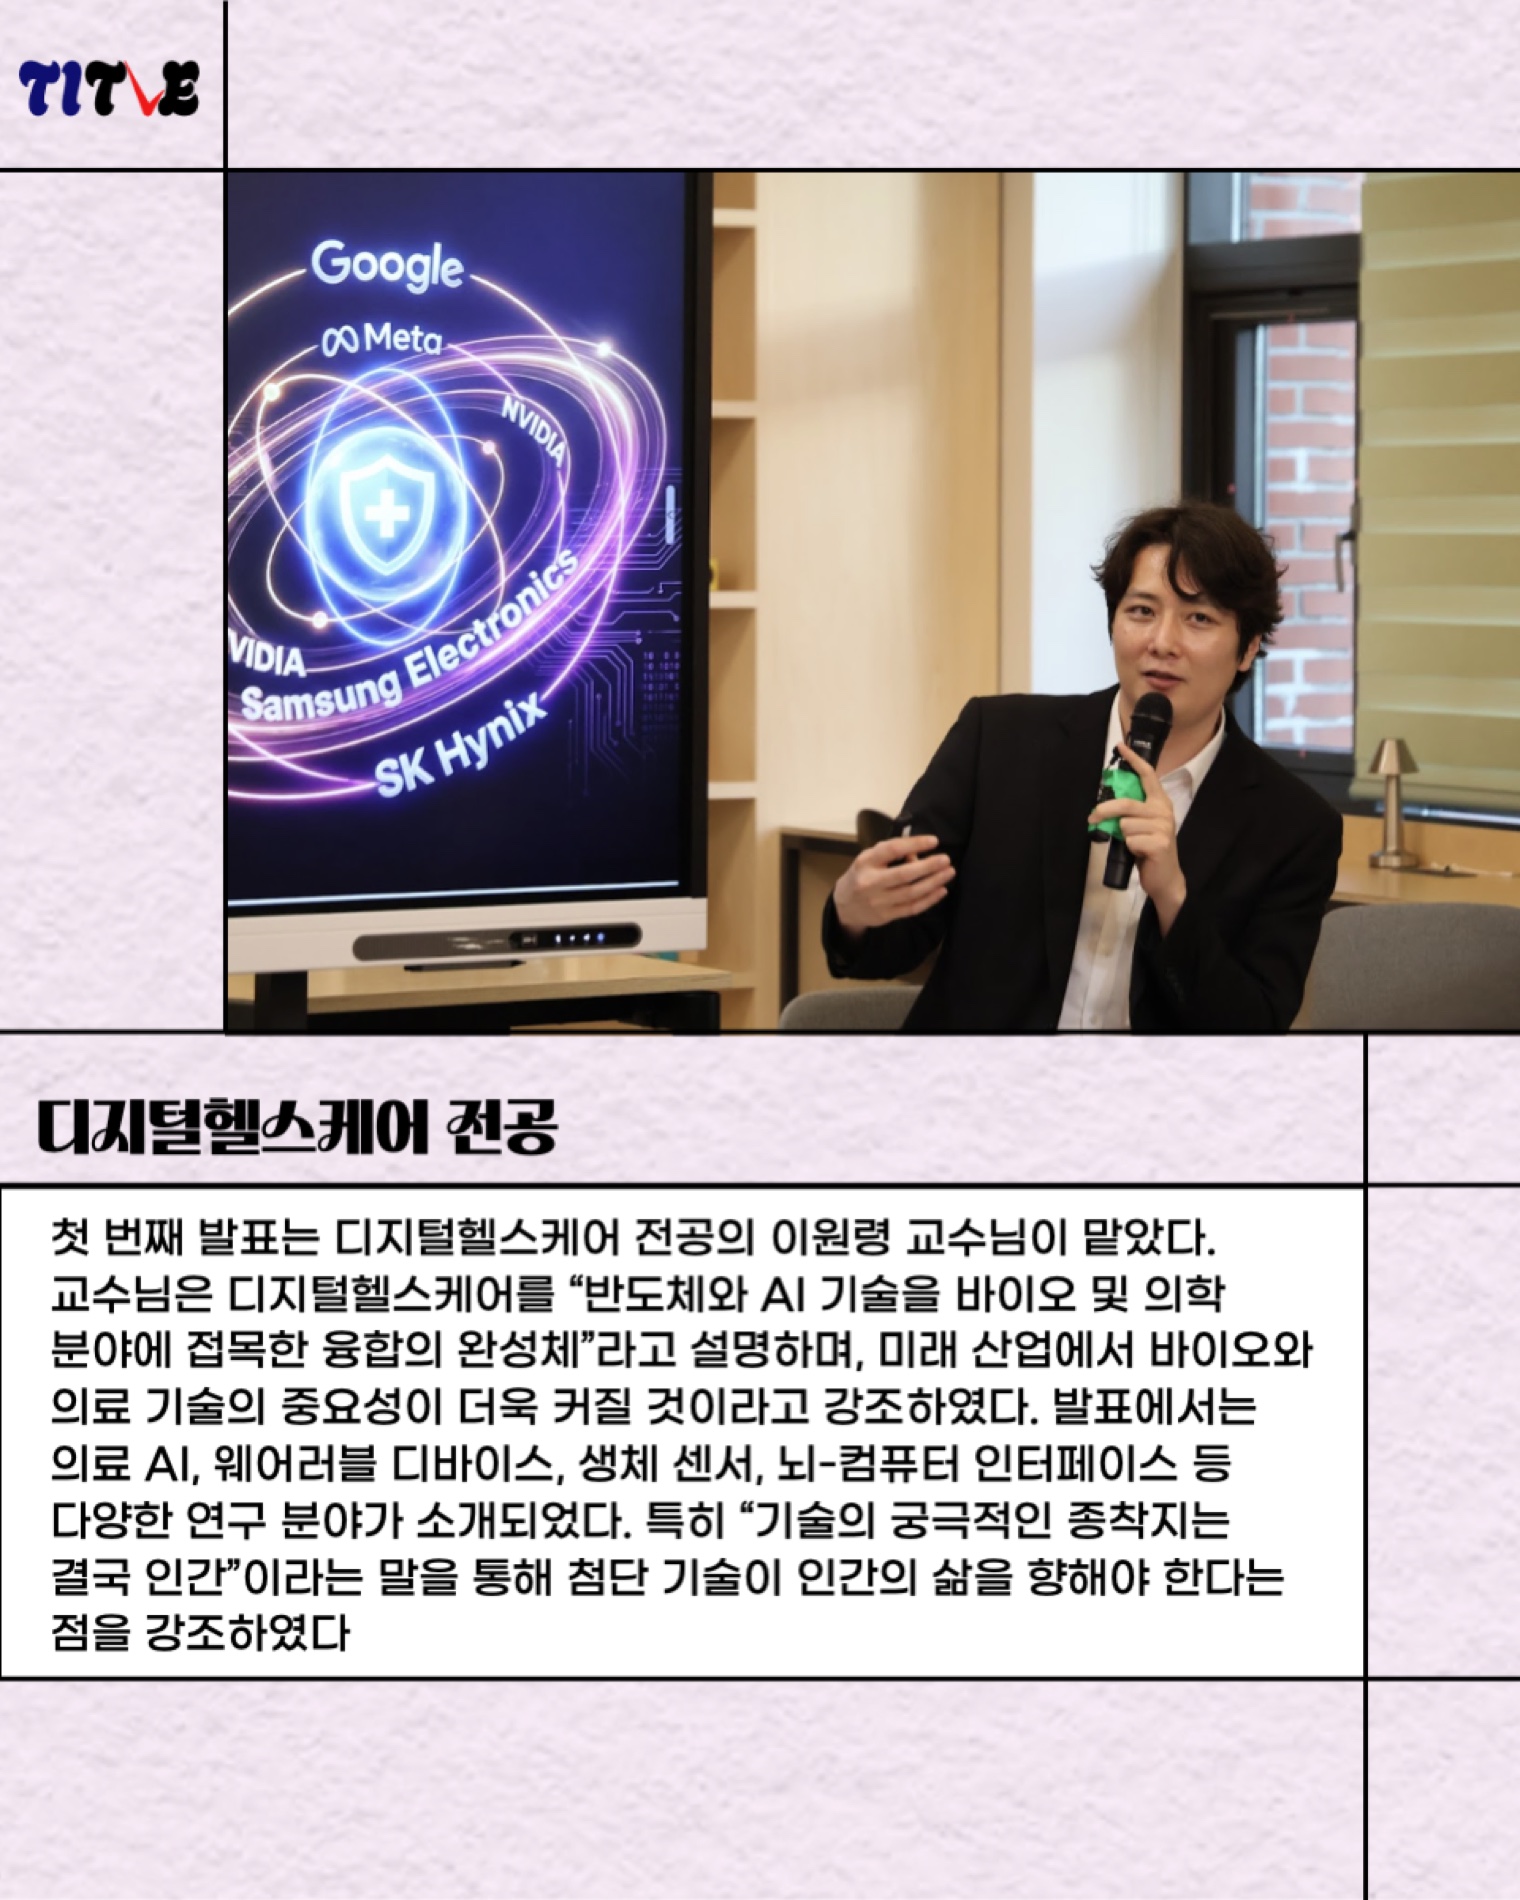 TITLE
Google
Meta
NVIDIA
VIDIA
Samsung Electronics
SK Hynix
디지털헬스케어 전공
첫 번째 발표는 디지털헬스케어 전공의 이원령 교수님이 맡았다.
교수님은 디지털헬스케어를 “반도체와 AI 기술을 바이오 및 의학
분야에 접목한 융합의 완성체”라고 설명하며, 미래 산업에서 바이오와
의료 기술의 중요성이 더욱 커질 것이라고 강조하였다. 발표에서는
의료 AI, 웨어러블 디바이스, 생체 센서, 뇌-컴퓨터 인터페이스 등
다양한 연구 분야가 소개되었다. 특히 “기술의 궁극적인 종착지는
결국 인간”이라는 말을 통해 첨단 기술이 인간의 삶을 향해야 한다는
점을 강조하였다